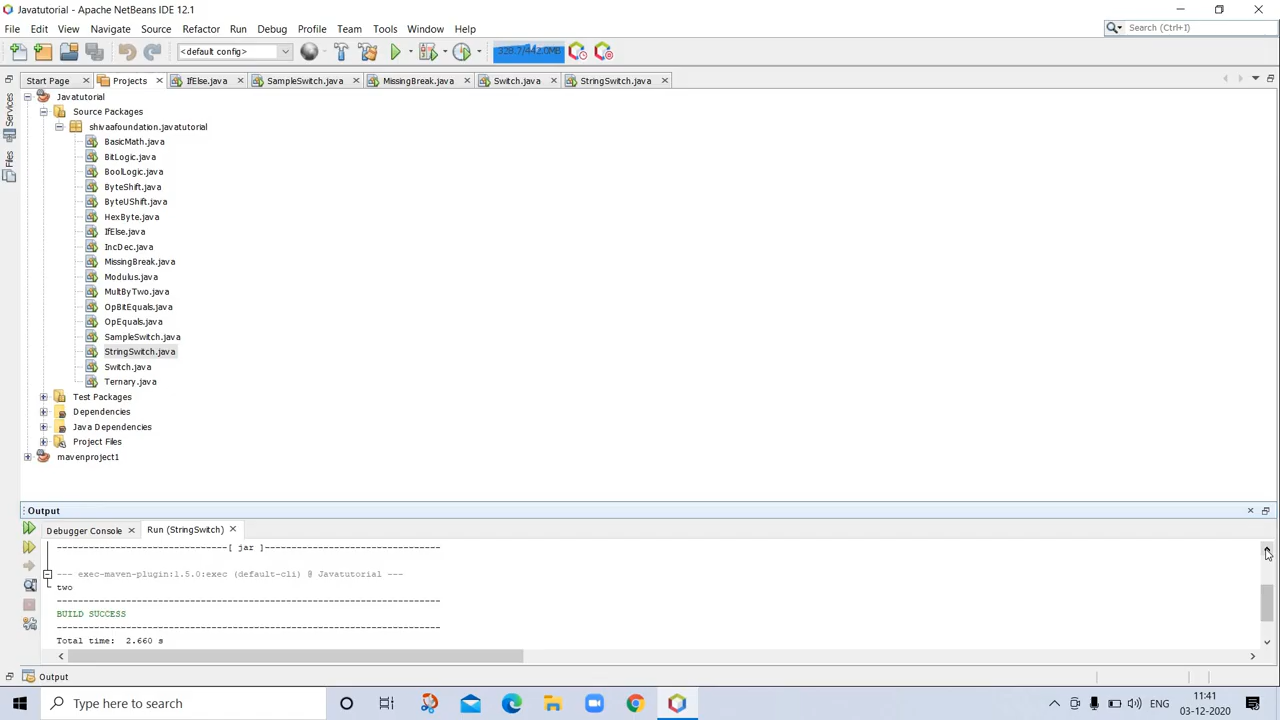 Javatutorial - Apache NetBeans IDE 12.1
File Edit View Navigate Source Refactor Run Debug Profile Team Tools Window Help
Search (Ctrl+I)
<default config>
Start Page Projects IfElse.java SampleSwitch.java MissingBreak.java Switch.java StringSwitch.java
Services
Files
Javatutorial
Source Packages
shivaafoundation.javatutorial
BasicMath.java
BitLogic.java
BoolLogic.java
ByteShift.java
ByteUShift.java
HexByte.java
IfElse.java
IncDec.java
MissingBreak.java
Modulus.java
MultByTwo.java
OpBitEquals.java
OpEquals.java
SampleSwitch.java
StringSwitch.java
Switch.java
Ternary.java
Test Packages
Dependencies
Java Dependencies
Project Files
mavenproject1
Output
Debugger Console Run (StringSwitch)
--------------------------------[ jar ]---------------------------------
--- exec-maven-plugin:1.5.0:exec (default-cli) @ Javatutorial ---
two
------------------------------------------------------------------------
BUILD SUCCESS
------------------------------------------------------------------------
Total time:  2.660 s
Output
Type here to search
ENG
11:41
03-12-2020